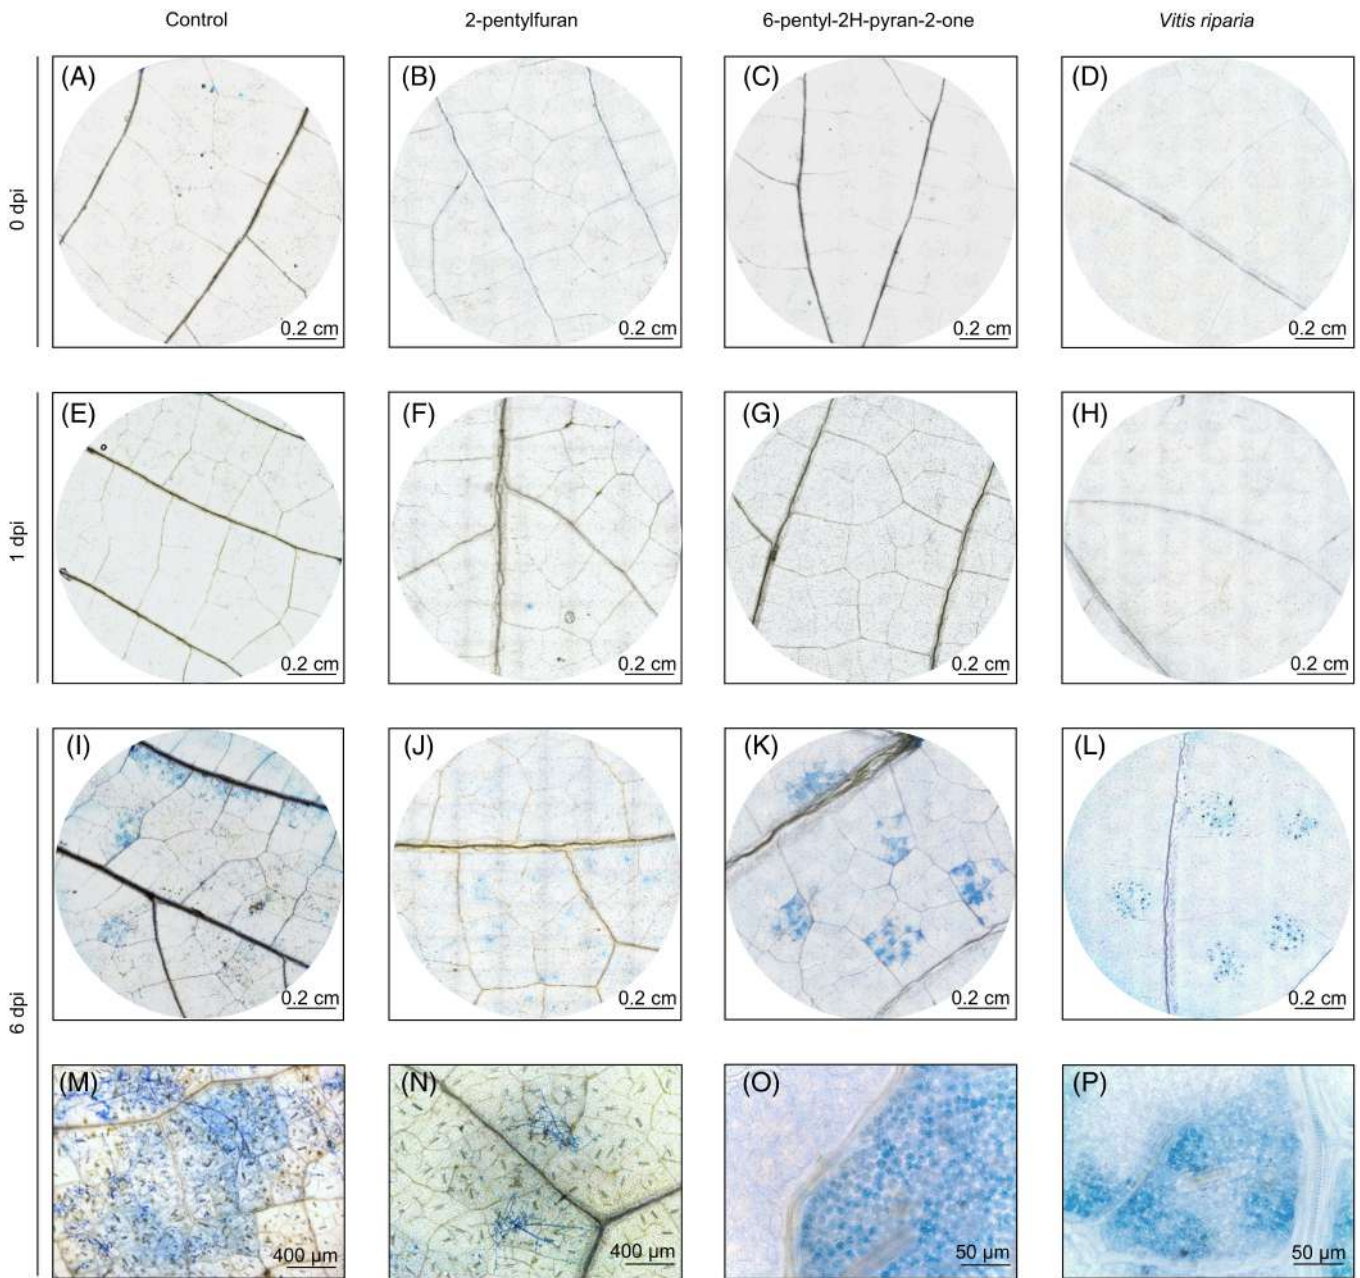 Control 2-pentylfuran 6-pentyl-2H-pyran-2-one Vitis riparia
0 dpi
(A) (B) (C) (D)
0.2 cm 0.2 cm 0.2 cm 0.2 cm
1 dpi
(E) (F) (G) (H)
0.2 cm 0.2 cm 0.2 cm 0.2 cm
6 dpi
(I) (J) (K) (L)
0.2 cm 0.2 cm 0.2 cm 0.2 cm
(M) (N) (O) (P)
400 µm 400 µm 50 µm 50 µm